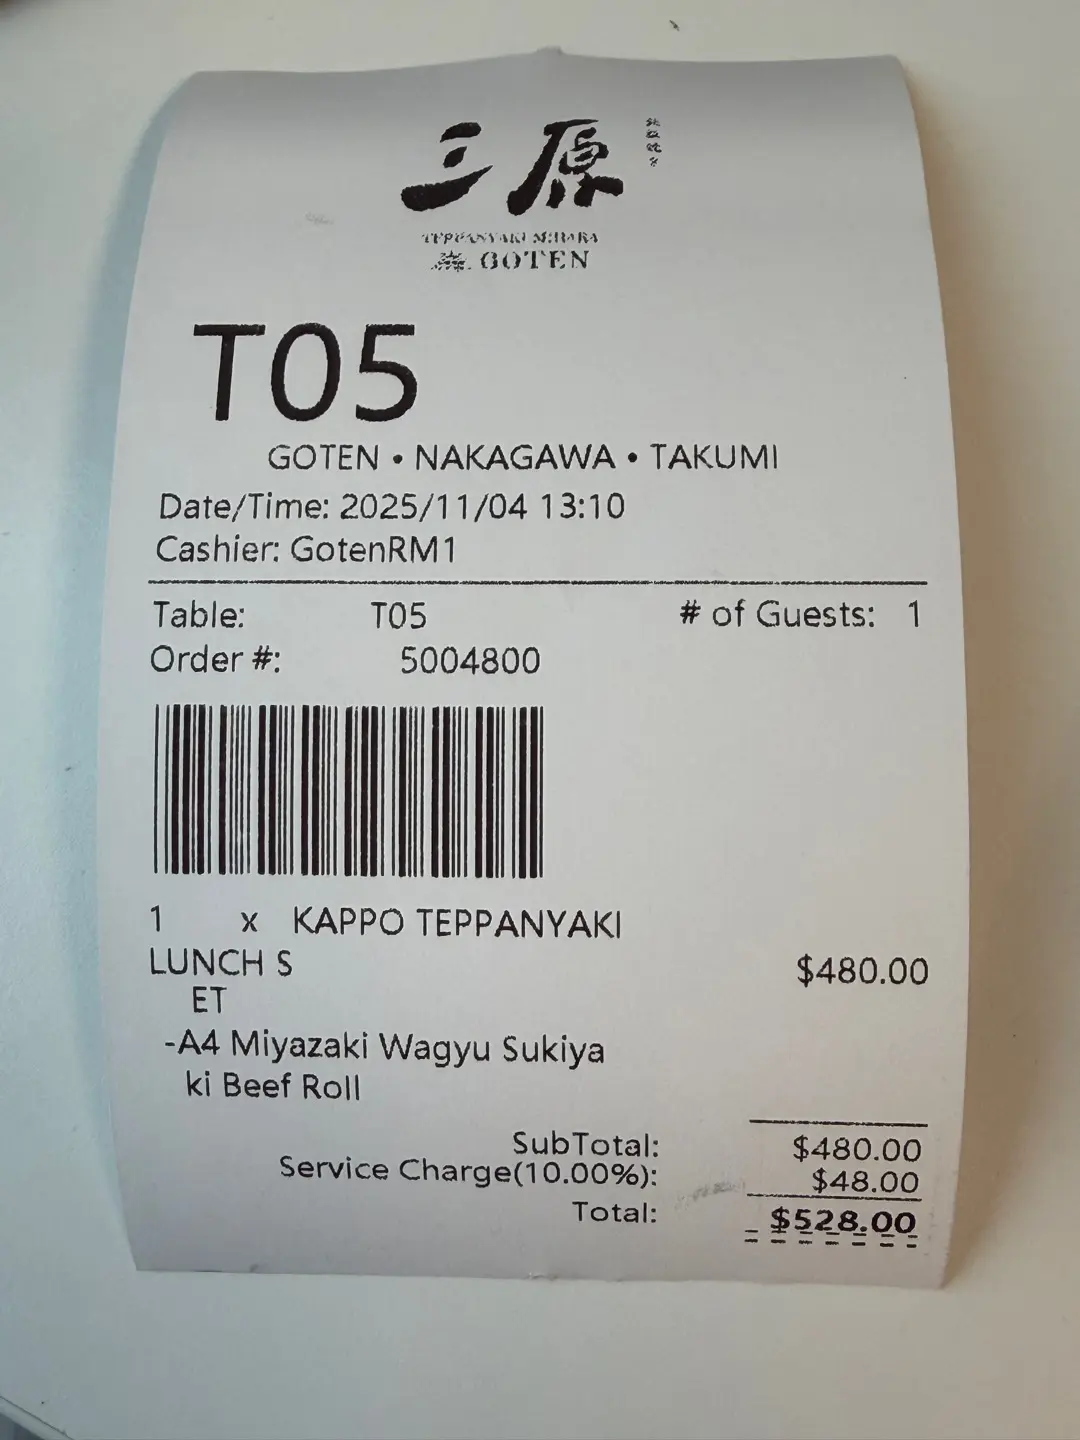 三原
TEPPANYAKI MIHARA
GOTEN
T05
GOTEN • NAKAGAWA • TAKUMI
Date/Time: 2025/11/04 13:10
Cashier: GotenRM1
Table: T05 # of Guests: 1
Order #: 5004800
1 x KAPPO TEPPANYAKI
LUNCH S $480.00
ET
-A4 Miyazaki Wagyu Sukiya
ki Beef Roll
SubTotal: $480.00
Service Charge(10.00%): $48.00
Total: $528.00